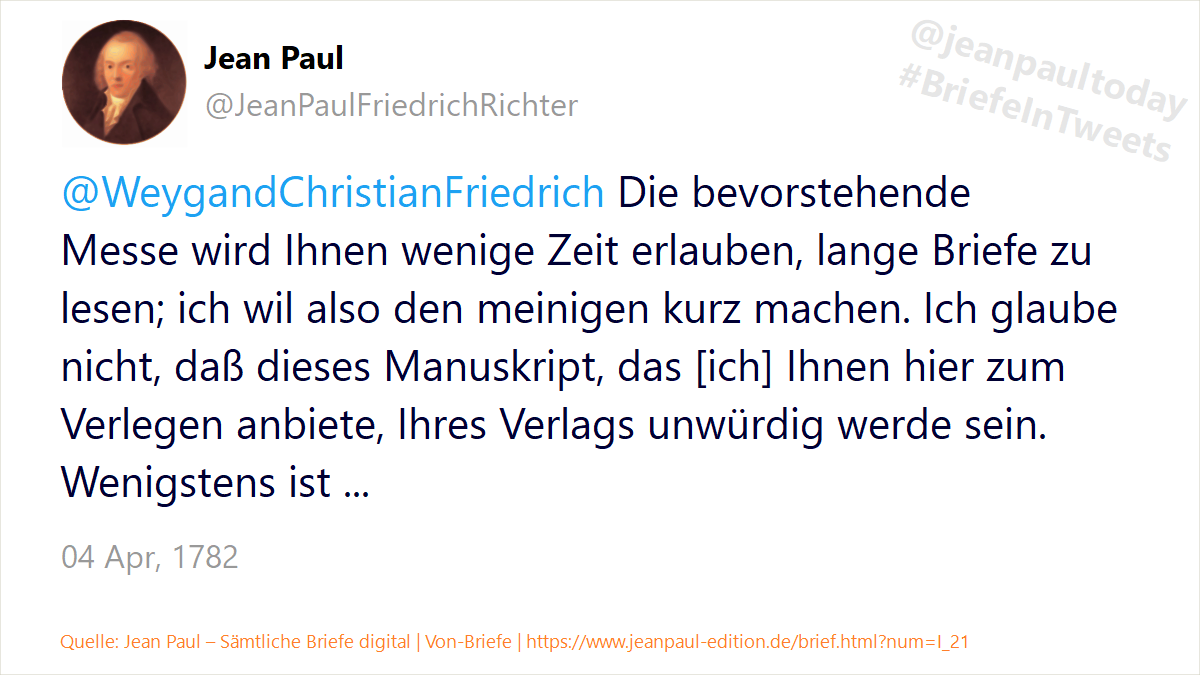 Jean Paul
@JeanPaulFriedrichRichter
@jeanpaultoday
#BriefeInTweets
@WeygandChristianFriedrich Die bevorstehende
Messe wird Ihnen wenige Zeit erlauben, lange Briefe zu
lesen; ich wil also den meinigen kurz machen. Ich glaube
nicht, daß dieses Manuskript, das [ich] Ihnen hier zum
Verlegen anbiete, Ihres Verlags unwürdig werde sein.
Wenigstens ist ...
04 Apr, 1782
Quelle: Jean Paul – Sämtliche Briefe digital | Von-Briefe | https://www.jeanpaul-edition.de/brief.html?num=I_21